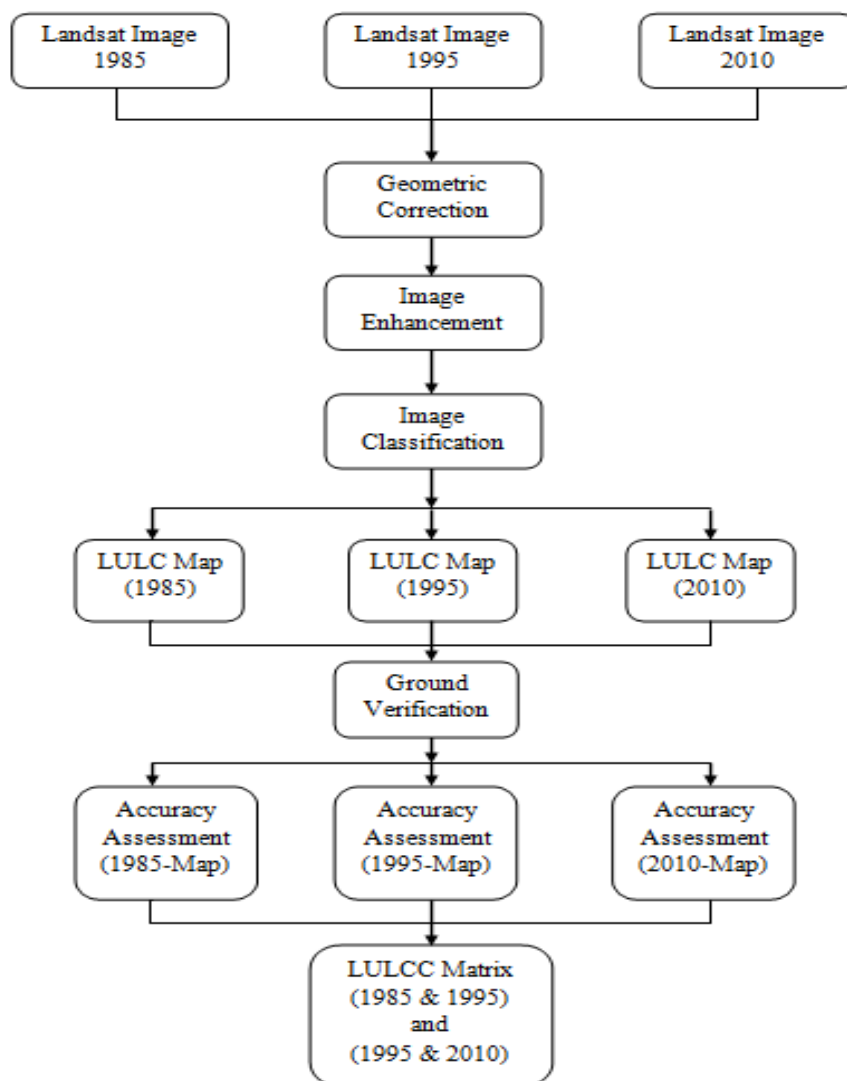 Landsat Image
1985
Landsat Image
1995
Landsat Image
2010
Geometric
Correction
Image
Enhancement
Image
Classification
LULC Map
(1985)
LULC Map
(1995)
LULC Map
(2010)
Ground
Verification
Accuracy
Assessment
(1985-Map)
Accuracy
Assessment
(1995-Map)
Accuracy
Assessment
(2010-Map)
LULCC Matrix
(1985 & 1995)
and
(1995 & 2010)